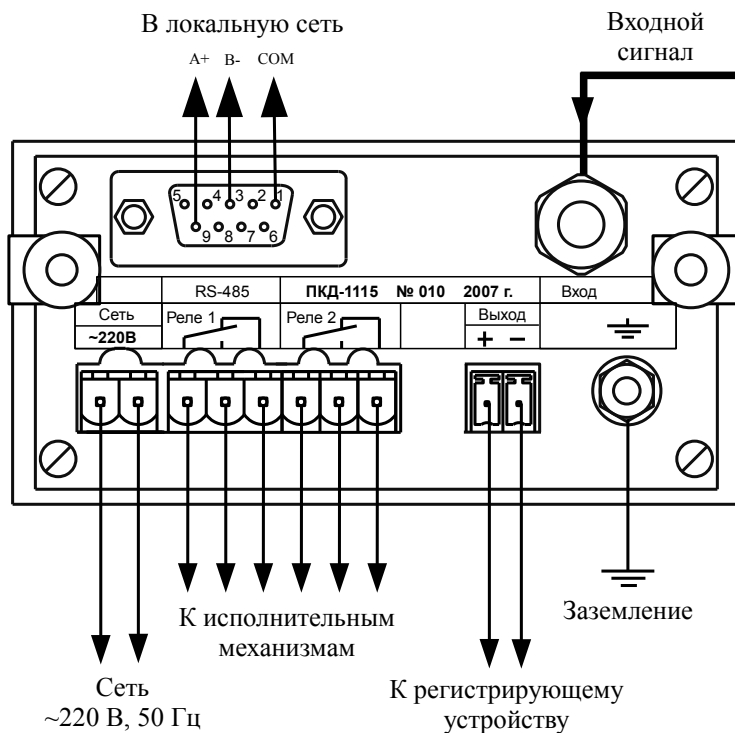 В локальную сеть
Входной
сигнал
A+ B- COM
5 4 3 2 1
9 8 7 6
RS-485 ПКД-1115 № 010 2007 г. Вход
Сеть Реле 1 Реле 2 Выход
~220В + −
К исполнительным
механизмам
Заземление
Сеть
~220 В, 50 Гц
К регистрирующему
устройству